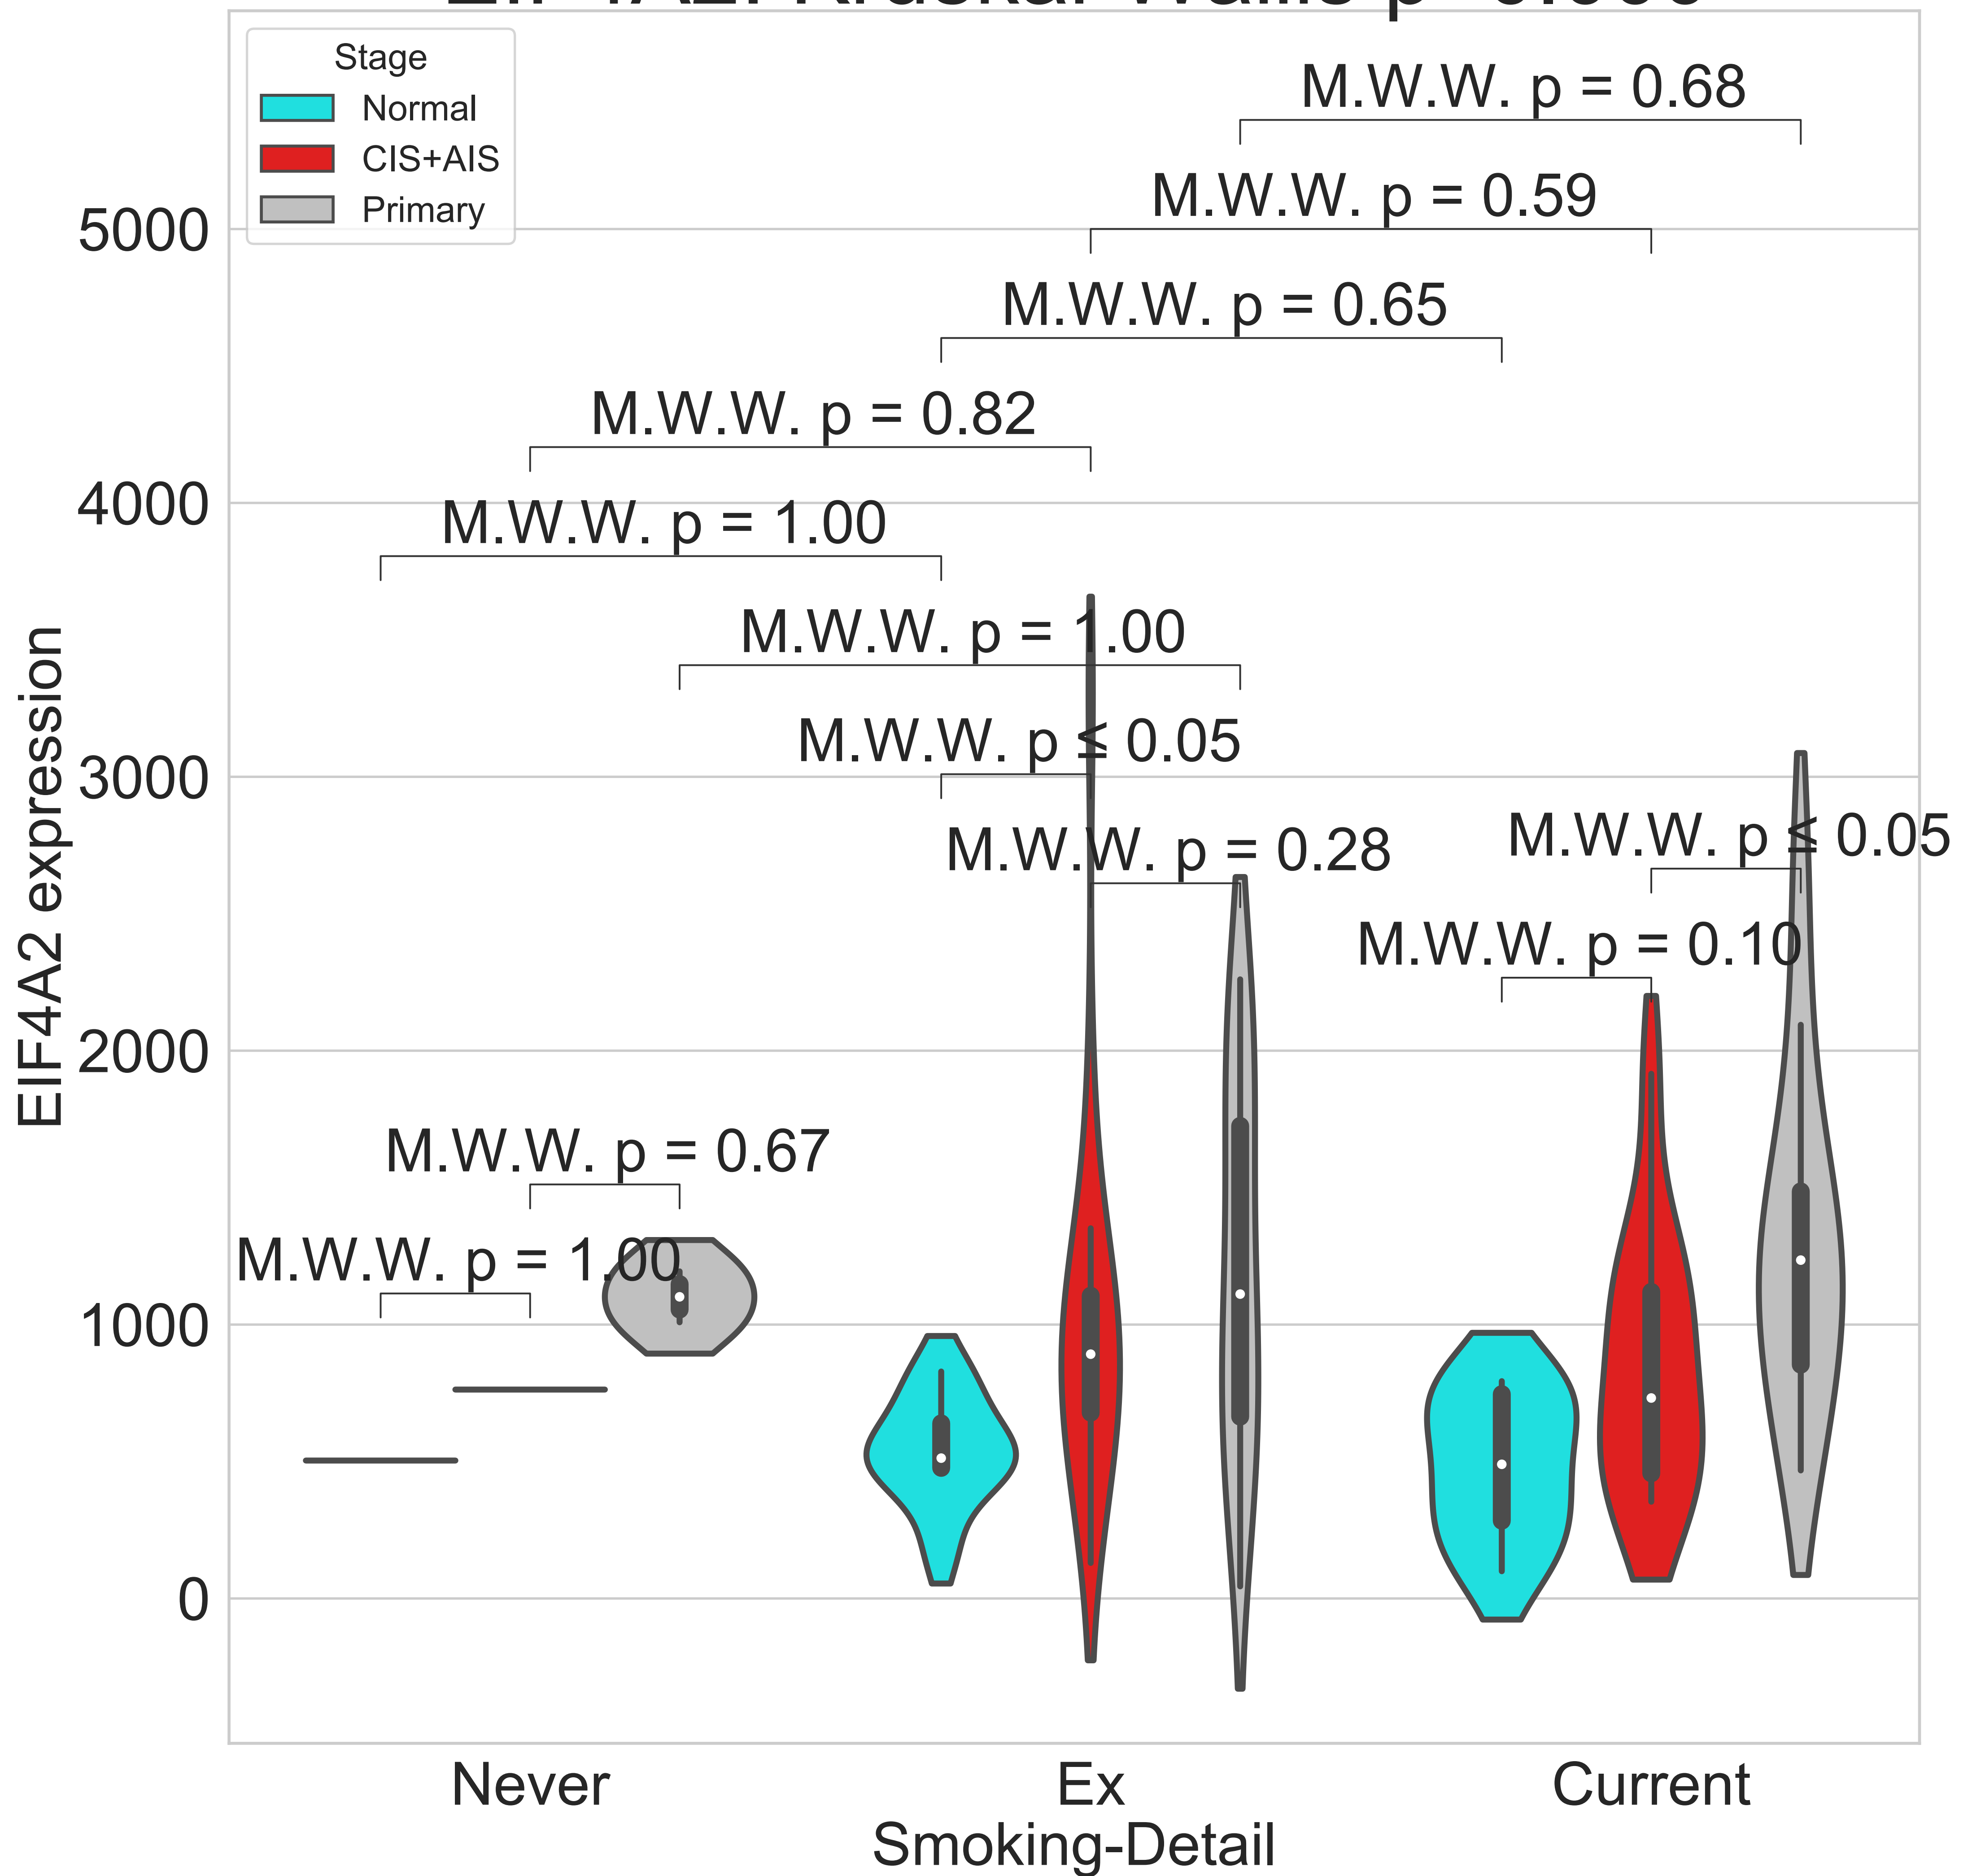 Stage
Normal
CIS+AIS
Primary
M.W.W. p = 0.68
M.W.W. p = 0.59
M.W.W. p = 0.65
M.W.W. p = 0.82
M.W.W. p = 1.00
M.W.W. p = 1.00
M.W.W. p ≤ 0.05
M.W.W. p = 0.28
M.W.W. p ≤ 0.05
M.W.W. p = 0.10
M.W.W. p = 0.67
M.W.W. p = 1.00
EIF4A2 expression
5000
4000
3000
2000
1000
0
Never
Ex
Current
Smoking-Detail